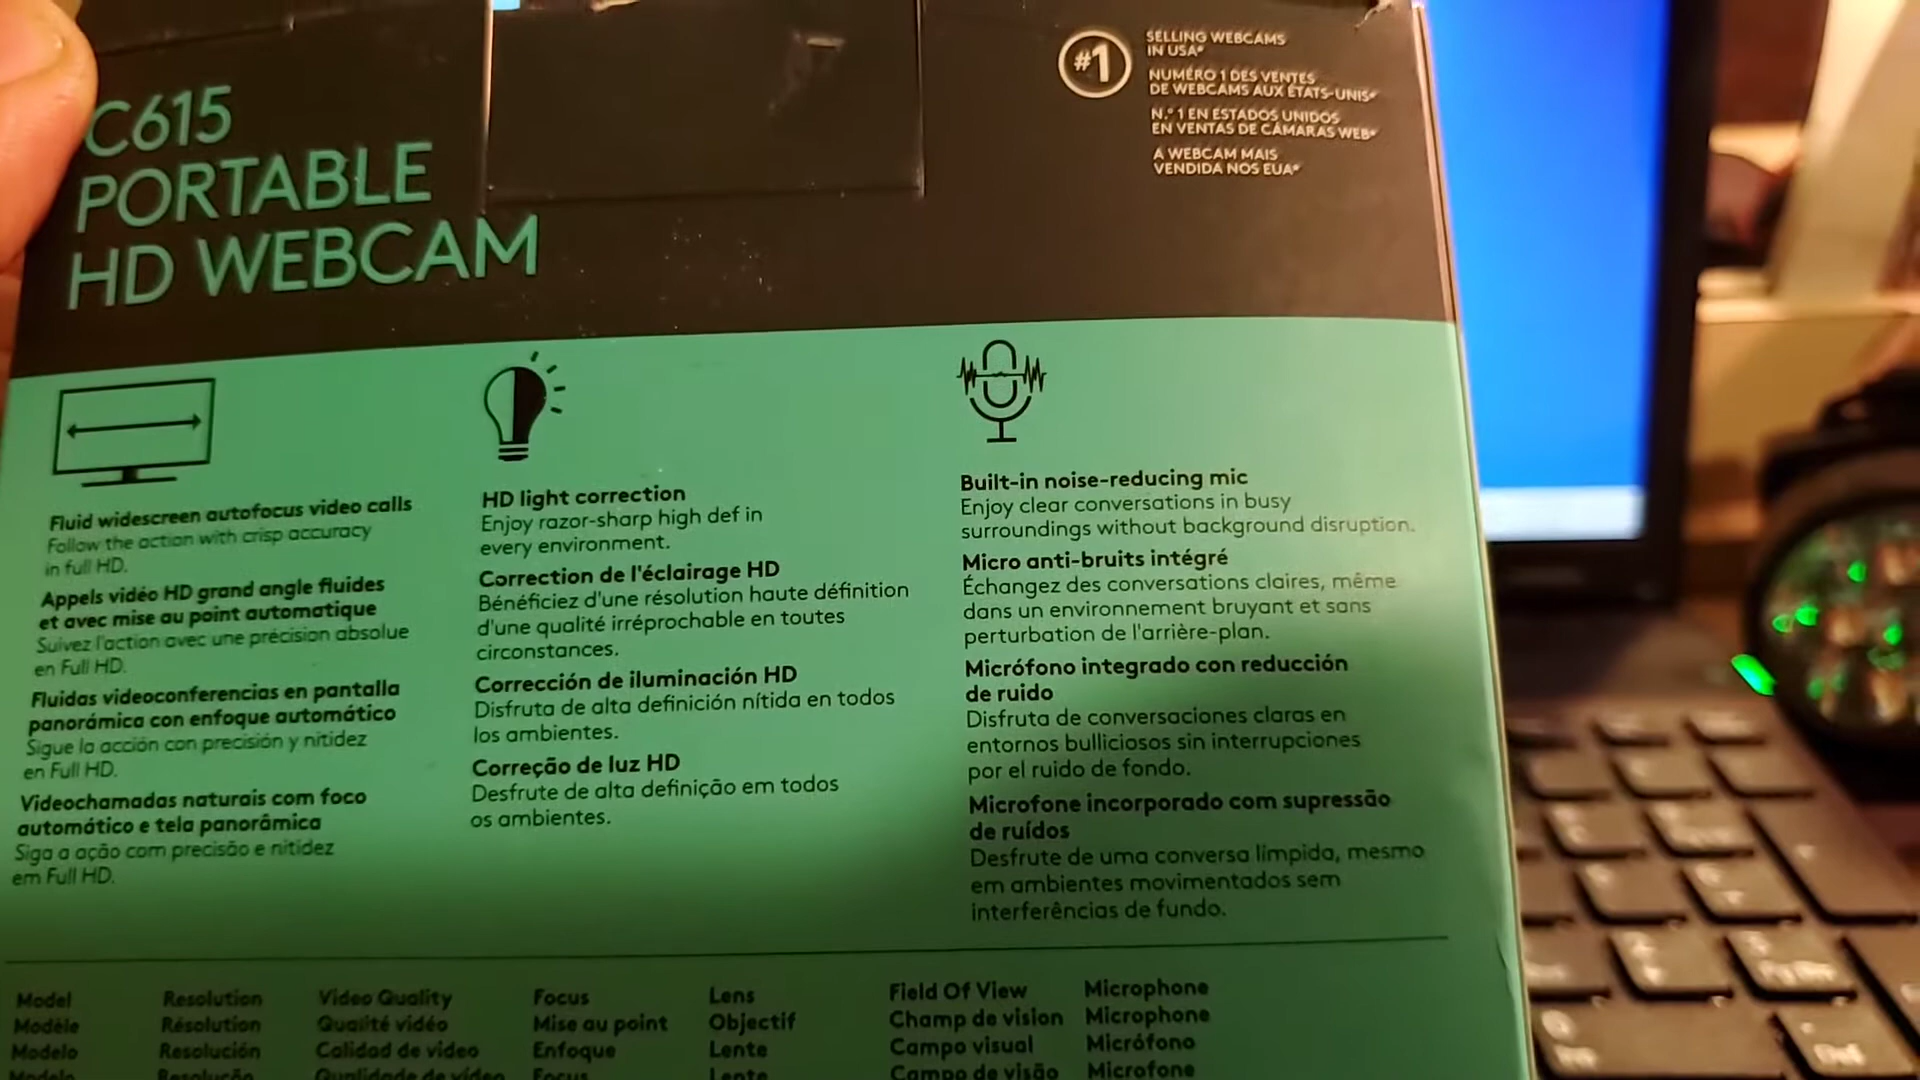 C615
PORTABLE
HD WEBCAM
#1
SELLING WEBCAMS
IN USA*
NUMÉRO 1 DES VENTES
DE WEBCAMS AUX ÉTATS-UNIS*
N.º 1 EN ESTADOS UNIDOS
EN VENTAS DE CÁMARAS WEB*
A WEBCAM MAIS
VENDIDA NOS EUA*
Fluid widescreen autofocus video calls
Follow the action with crisp accuracy
in full HD.
Appels vidéo HD grand angle fluides
et avec mise au point automatique
Suivez l'action avec une précision absolue
en Full HD.
Fluidas videoconferencias en pantalla
panorámica con enfoque automático
Sigue la acción con precisión y nitidez
en Full HD.
Videochamadas naturais com foco
automático e tela panorâmica
Siga a ação com precisão e nitidez
em Full HD.
HD light correction
Enjoy razor-sharp high def in
every environment.
Correction de l'éclairage HD
Bénéficiez d'une résolution haute définition
d'une qualité irréprochable en toutes
circonstances.
Corrección de iluminación HD
Disfruta de alta definición nítida en todos
los ambientes.
Correção de luz HD
Desfrute de alta definição em todos
os ambientes.
Built-in noise-reducing mic
Enjoy clear conversations in busy
surroundings without background disruption.
Micro anti-bruits intégré
Échangez des conversations claires, même
dans un environnement bruyant et sans
perturbation de l'arrière-plan.
Micrófono integrado con reducción
de ruido
Disfruta de conversaciones claras en
entornos bulliciosos sin interrupciones
por el ruido de fondo.
Microfone incorporado com supressão
de ruídos
Desfrute de uma conversa límpida, mesmo
em ambientes movimentados sem
interferências de fundo.
Model Resolution Video Quality Focus Lens Field Of View Microphone
Modèle Résolution Qualité vidéo Mise au point Objectif Champ de vision Microphone
Modelo Resolución Calidad de video Enfoque Lente Campo visual Micrófono
Modelo Resolução Qualidade de vídeo Focus Lente Campo de visão Microfone